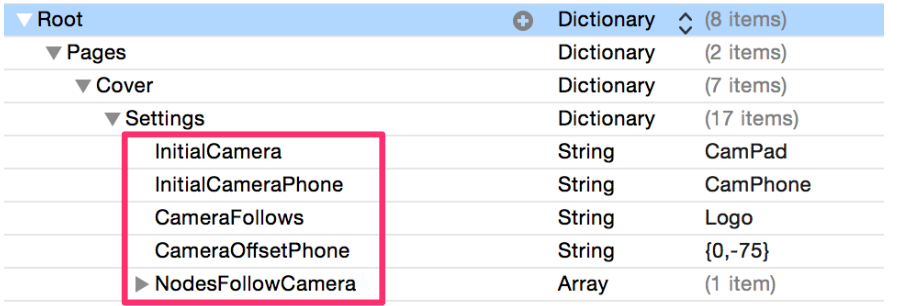 Root Dictionary (8 items)
Pages Dictionary (2 items)
Cover Dictionary (7 items)
Settings Dictionary (17 items)
InitialCamera String CamPad
InitialCameraPhone String CamPhone
CameraFollows String Logo
CameraOffsetPhone String {0,-75}
NodesFollowCamera Array (1 item)